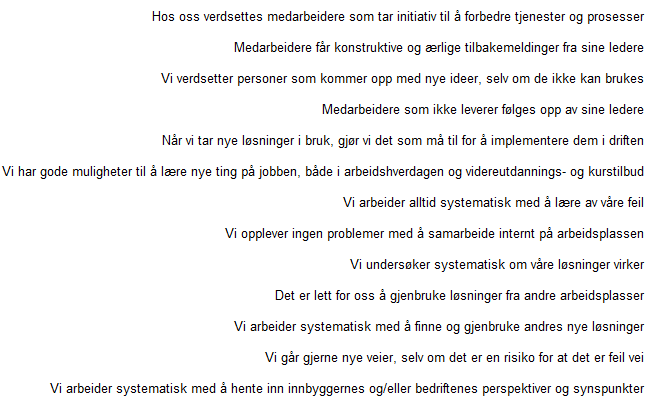 Hos oss verdsettes medarbeidere som tar initiativ til å forbedre tjenester og prosesser
Medarbeidere får konstruktive og ærlige tilbakemeldinger fra sine ledere
Vi verdsetter personer som kommer opp med nye ideer, selv om de ikke kan brukes
Medarbeidere som ikke leverer følges opp av sine ledere
Når vi tar nye løsninger i bruk, gjør vi det som må til for å implementere dem i driften
Vi har gode muligheter til å lære nye ting på jobben, både i arbeidshverdagen og videreutdannings- og kurstilbud
Vi arbeider alltid systematisk med å lære av våre feil
Vi opplever ingen problemer med å samarbeide internt på arbeidsplassen
Vi undersøker systematisk om våre løsninger virker
Det er lett for oss å gjenbruke løsninger fra andre arbeidsplasser
Vi arbeider systematisk med å finne og gjenbruke andres nye løsninger
Vi går gjerne nye veier, selv om det er en risiko for at det er feil vei
Vi arbeider systematisk med å hente inn innbyggernes og/eller bedriftenes perspektiver og synspunkter